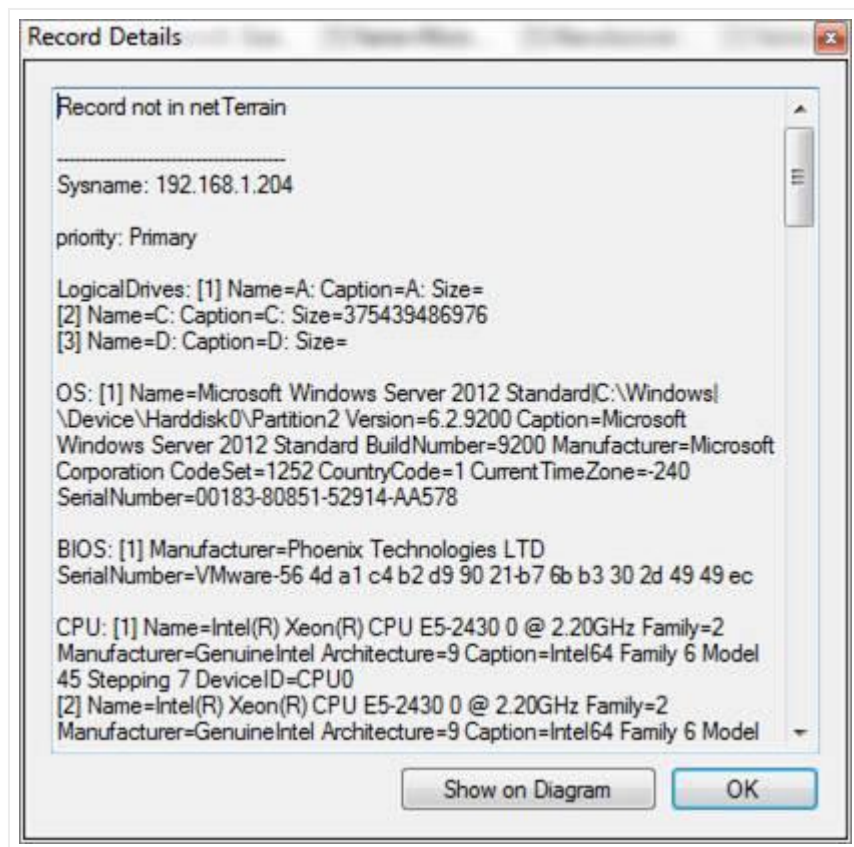 Record Details
Record not in netTerrain
------------------------------------
Sysname: 192.168.1.204
priority: Primary
LogicalDrives: [1] Name=A: Caption=A: Size=
[2] Name=C: Caption=C: Size=375439486976
[3] Name=D: Caption=D: Size=
OS: [1] Name=Microsoft Windows Server 2012 Standard|C:\Windows|
\Device\Harddisk0\Partition2 Version=6.2.9200 Caption=Microsoft
Windows Server 2012 Standard BuildNumber=9200 Manufacturer=Microsoft
Corporation CodeSet=1252 CountryCode=1 CurrentTimeZone=-240
SerialNumber=00183-80851-52914-AA578
BIOS: [1] Manufacturer=Phoenix Technologies LTD
SerialNumber=VMware-56 4d a1 c4 b2 d9 90 21-b7 6b b3 30 2d 49 49 ec
CPU: [1] Name=Intel(R) Xeon(R) CPU E5-2430 0 @ 2.20GHz Family=2
Manufacturer=GenuineIntel Architecture=9 Caption=Intel64 Family 6 Model
45 Stepping 7 DeviceID=CPU0
[2] Name=Intel(R) Xeon(R) CPU E5-2430 0 @ 2.20GHz Family=2
Manufacturer=GenuineIntel Architecture=9 Caption=Intel64 Family 6 Model
Show on Diagram
OK